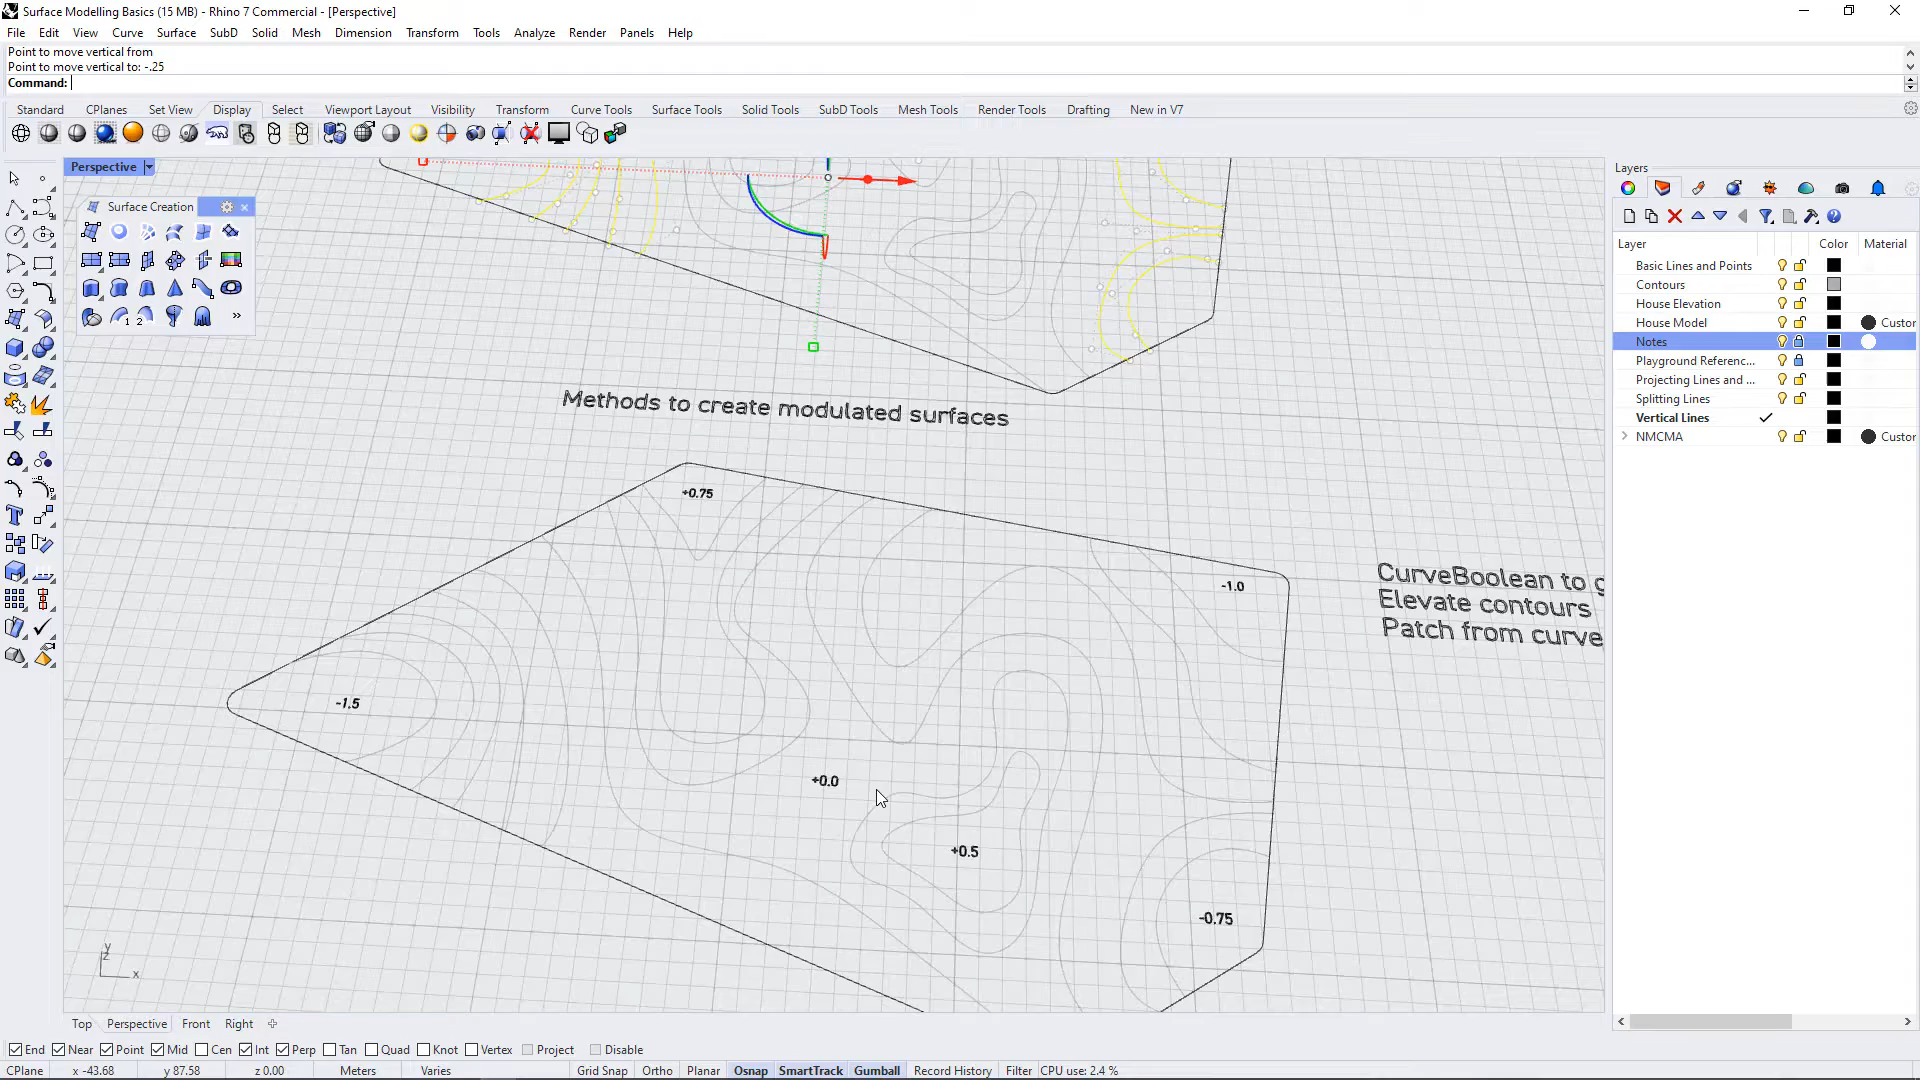 Surface Modelling Basics (15 MB) - Rhino 7 Commercial - [Perspective]
File Edit View Curve Surface SubD Solid Mesh Dimension Transform Tools Analyze Render Panels Help
Point to move vertical from
Point to move vertical to: -.25
Command:
Standard CPlanes Set View Display Select Viewport Layout Visibility Transform Curve Tools Surface Tools Solid Tools SubD Tools Mesh Tools Render Tools Drafting New in V7
Perspective
Surface Creation
Layers
Layer Color Material
Basic Lines and Points
Contours
House Elevation
House Model Custor
Notes
Playground Referenc...
Projecting Lines and ...
Splitting Lines
Vertical Lines
NMCMA Custor
Methods to create modulated surfaces
+0.75
-1.0
-1.5
+0.0
+0.5
-0.75
CurveBoolean to g
Elevate contours
Patch from curve
y
z
x
Top Perspective Front Right
End Near Point Mid Cen Int Perp Tan Quad Knot Vertex Project Disable
CPlane x -43.68 y 87.58 z 0.00 Meters Varies Grid Snap Ortho Planar Osnap SmartTrack Gumball Record History Filter CPU use: 2.4 %